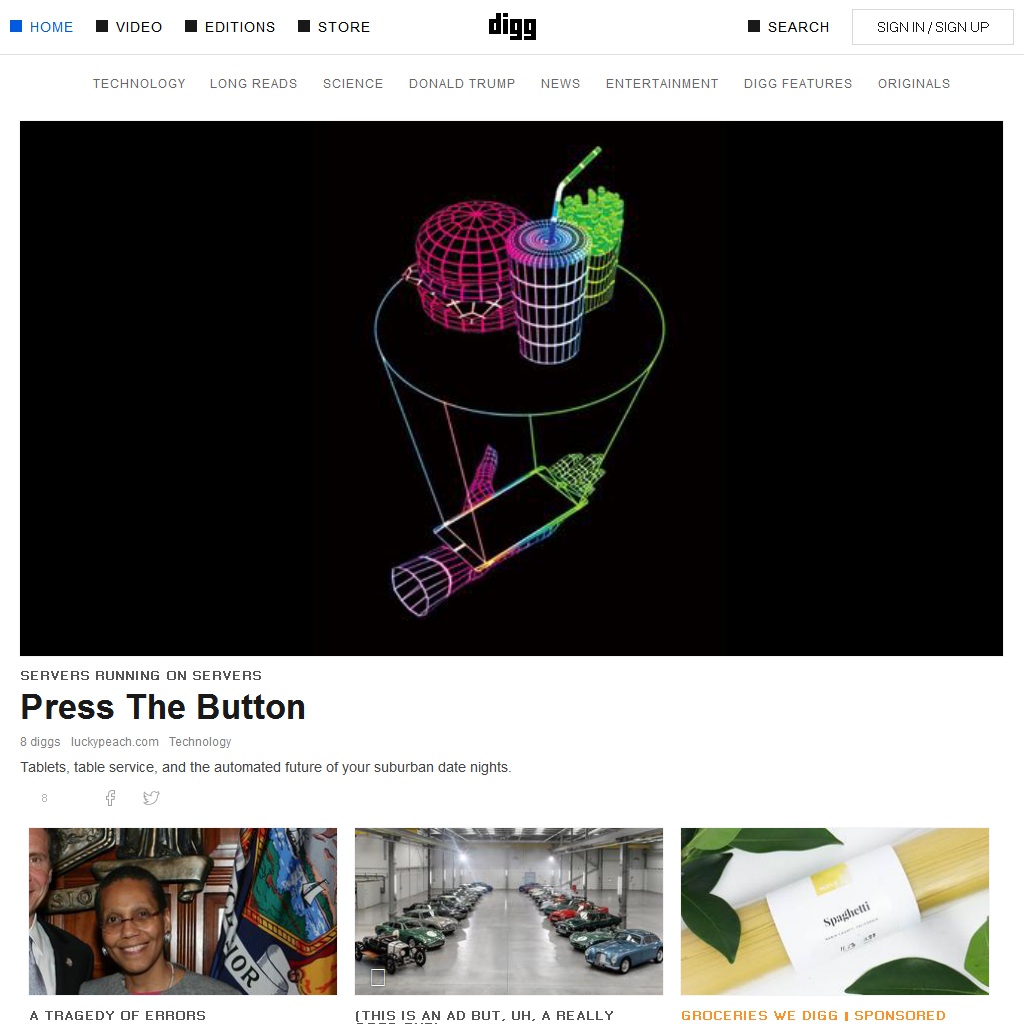 HOME VIDEO EDITIONS STORE digg SEARCH SIGN IN / SIGN UP
TECHNOLOGY LONG READS SCIENCE DONALD TRUMP NEWS ENTERTAINMENT DIGG FEATURES ORIGINALS
SERVERS RUNNING ON SERVERS
Press The Button
8 diggs luckypeach.com Technology
Tablets, table service, and the automated future of your suburban date nights.
8
Spaghetti
A TRAGEDY OF ERRORS
(THIS IS AN AD BUT, UH, A REALLY
GROCERIES WE DIGG | SPONSORED